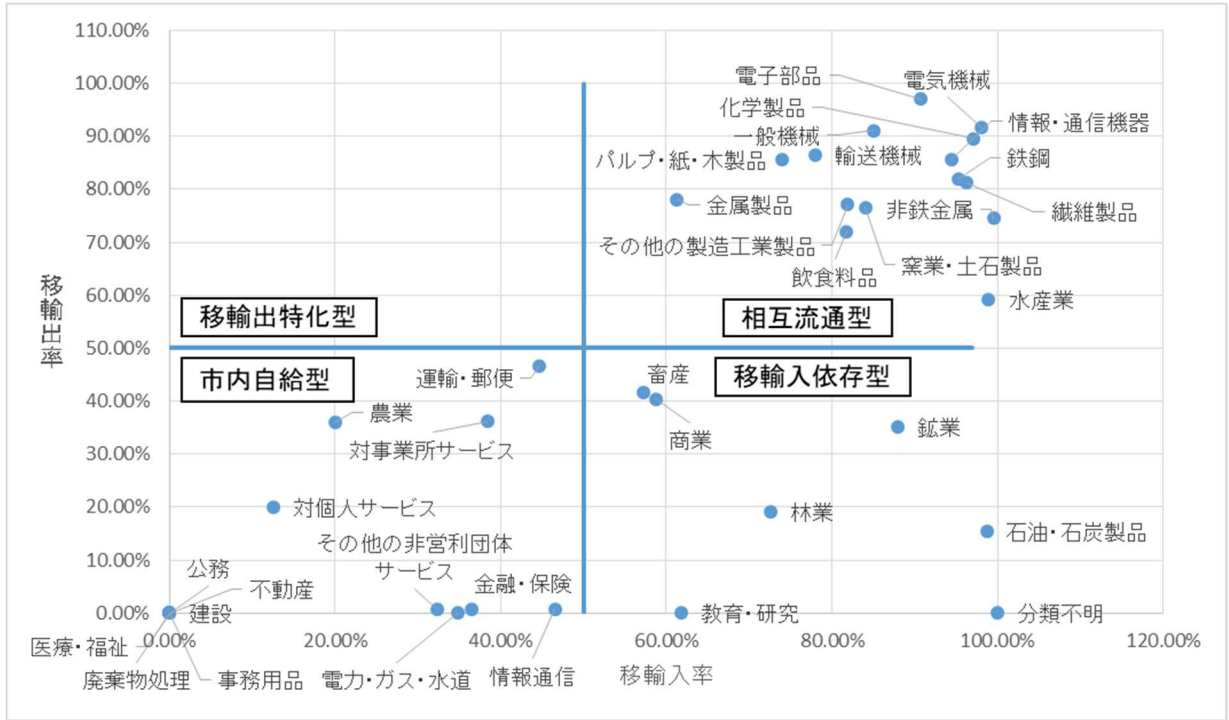 110.00%
100.00%
90.00%
80.00%
70.00%
60.00%
50.00%
40.00%
30.00%
20.00%
10.00%
0.00%
移輸出率
電子部品
電気機械
化学製品
情報・通信機器
一般機械
パルプ・紙・木製品
輸送機械
鉄鋼
金属製品
非鉄金属
繊維製品
その他の製造工業製品
飲食料品
窯業・土石製品
水産業
移輸出特化型
相互流通型
市内自給型
移輸入依存型
運輸・郵便
畜産
農業
対事業所サービス
商業
鉱業
対個人サービス
林業
その他の非営利団体
サービス
石油・石炭製品
公務
不動産
金融・保険
建設
教育・研究
分類不明
0.00%
20.00%
40.00%
60.00%
80.00%
100.00%
120.00%
医療・福祉
廃棄物処理
事務用品
電力・ガス・水道
情報通信
移輸入率